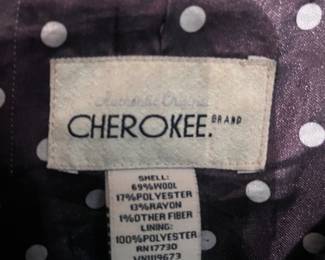 Authentic Original
CHEROKEE. BRAND
SHELL:
69%WOOL
17%POLYESTER
13%RAYON
1%OTHER FIBER
LINING:
100%POLYESTER
RN17730